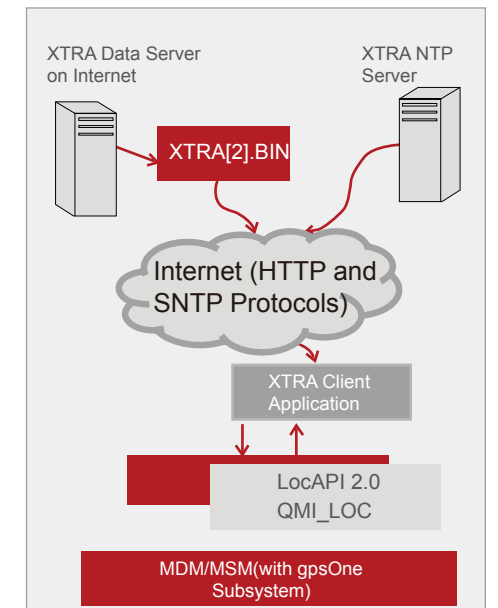 XTRA Data Server
on Internet
XTRA NTP
Server
XTRA[2].BIN
Internet (HTTP and
SNTP Protocols)
XTRA Client
Application
LocAPI 2.0
QMI_LOC
MDM/MSM(with gpsOne
Subsystem)